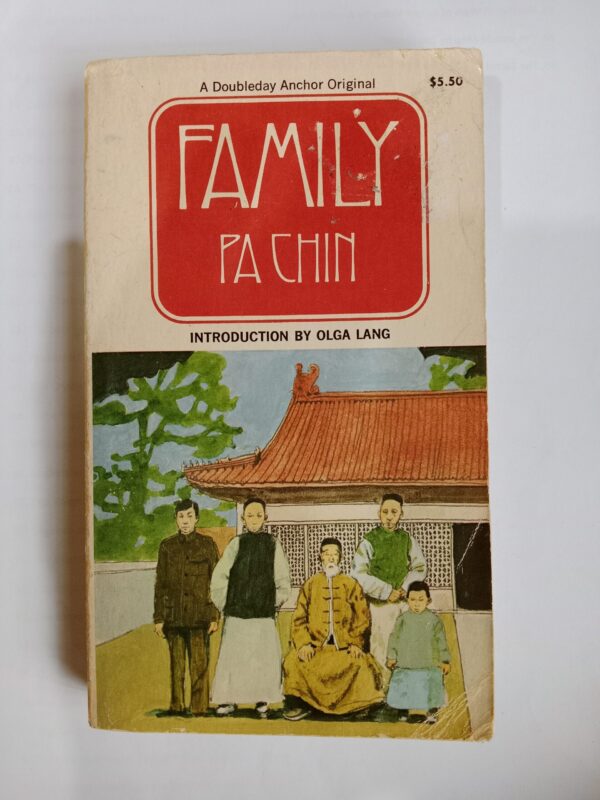 A Doubleday Anchor Original
$5.50
FAMILY
PA CHIN
INTRODUCTION BY OLGA LANG